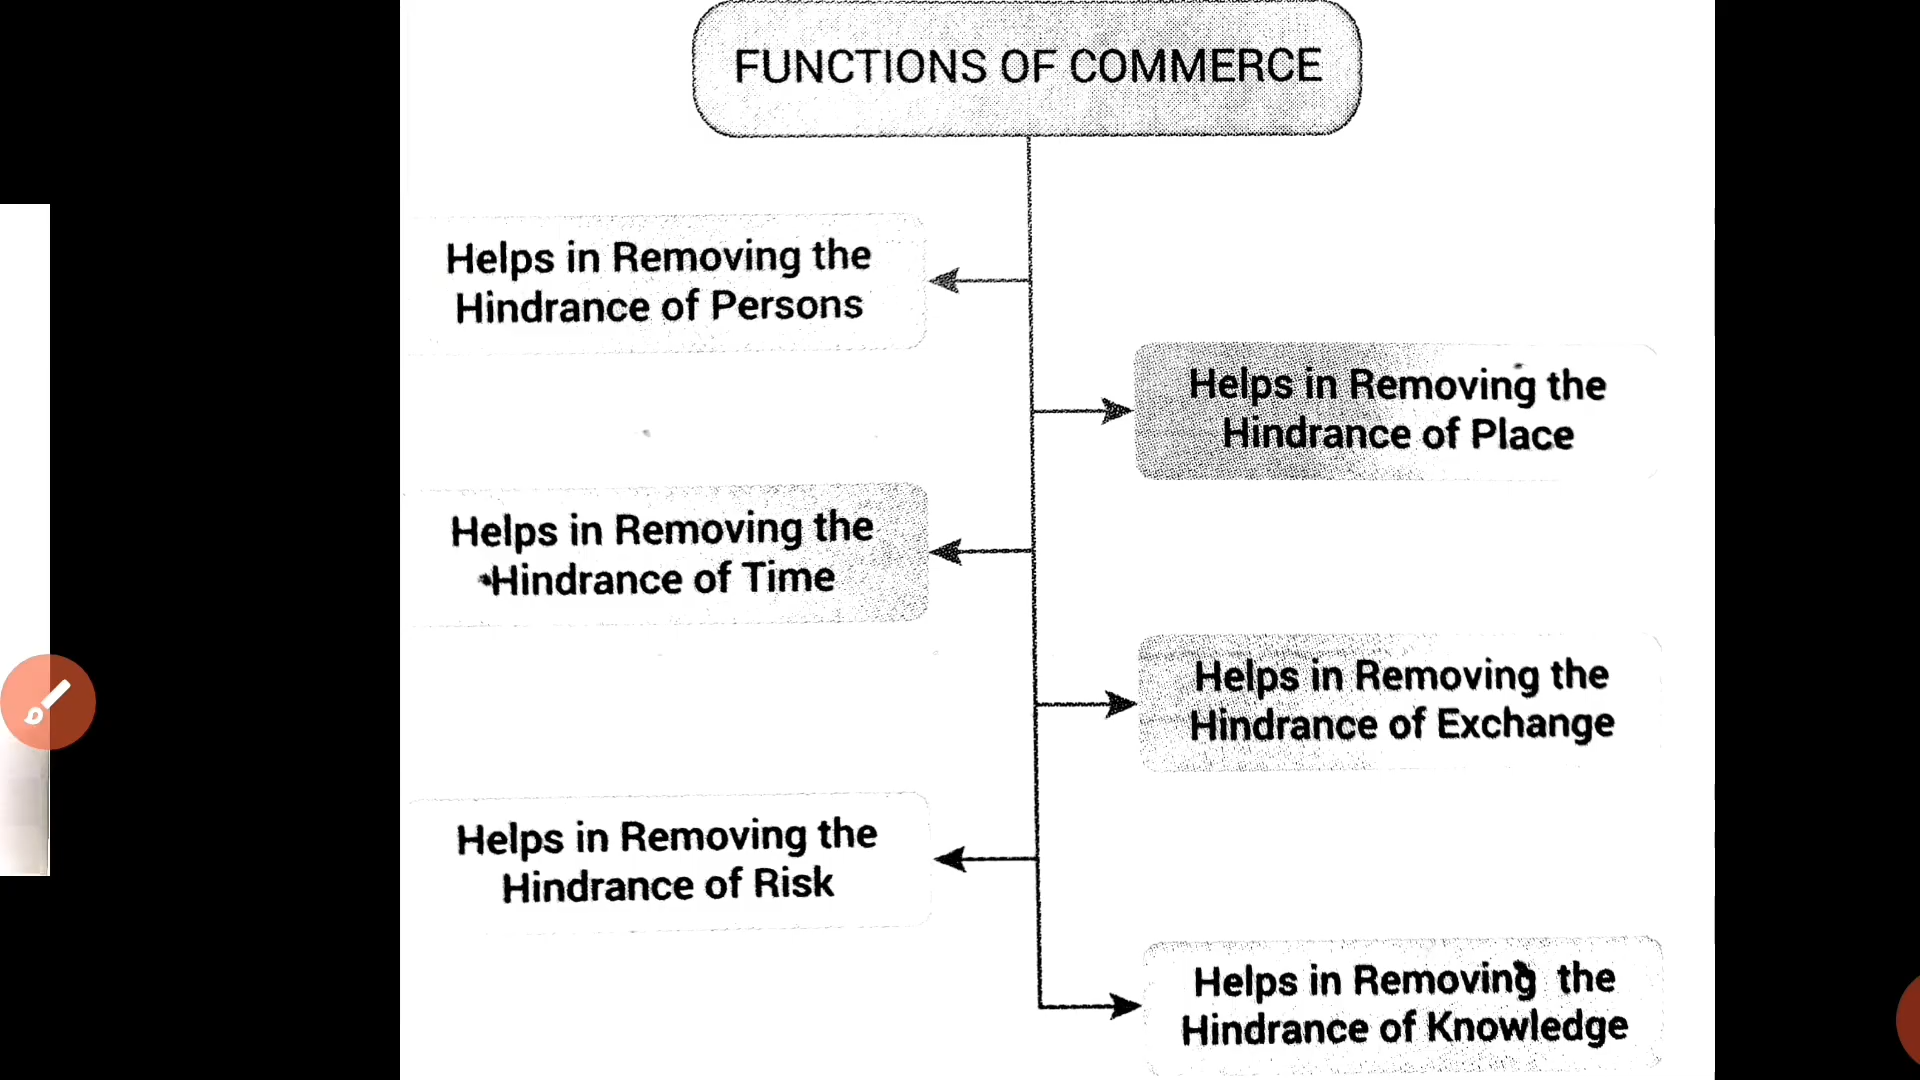 FUNCTIONS OF COMMERCE
Helps in Removing the
Hindrance of Persons
Helps in Removing the
Hindrance of Place
Helps in Removing the
Hindrance of Time
Helps in Removing the
Hindrance of Exchange
Helps in Removing the
Hindrance of Risk
Helps in Removing the
Hindrance of Knowledge